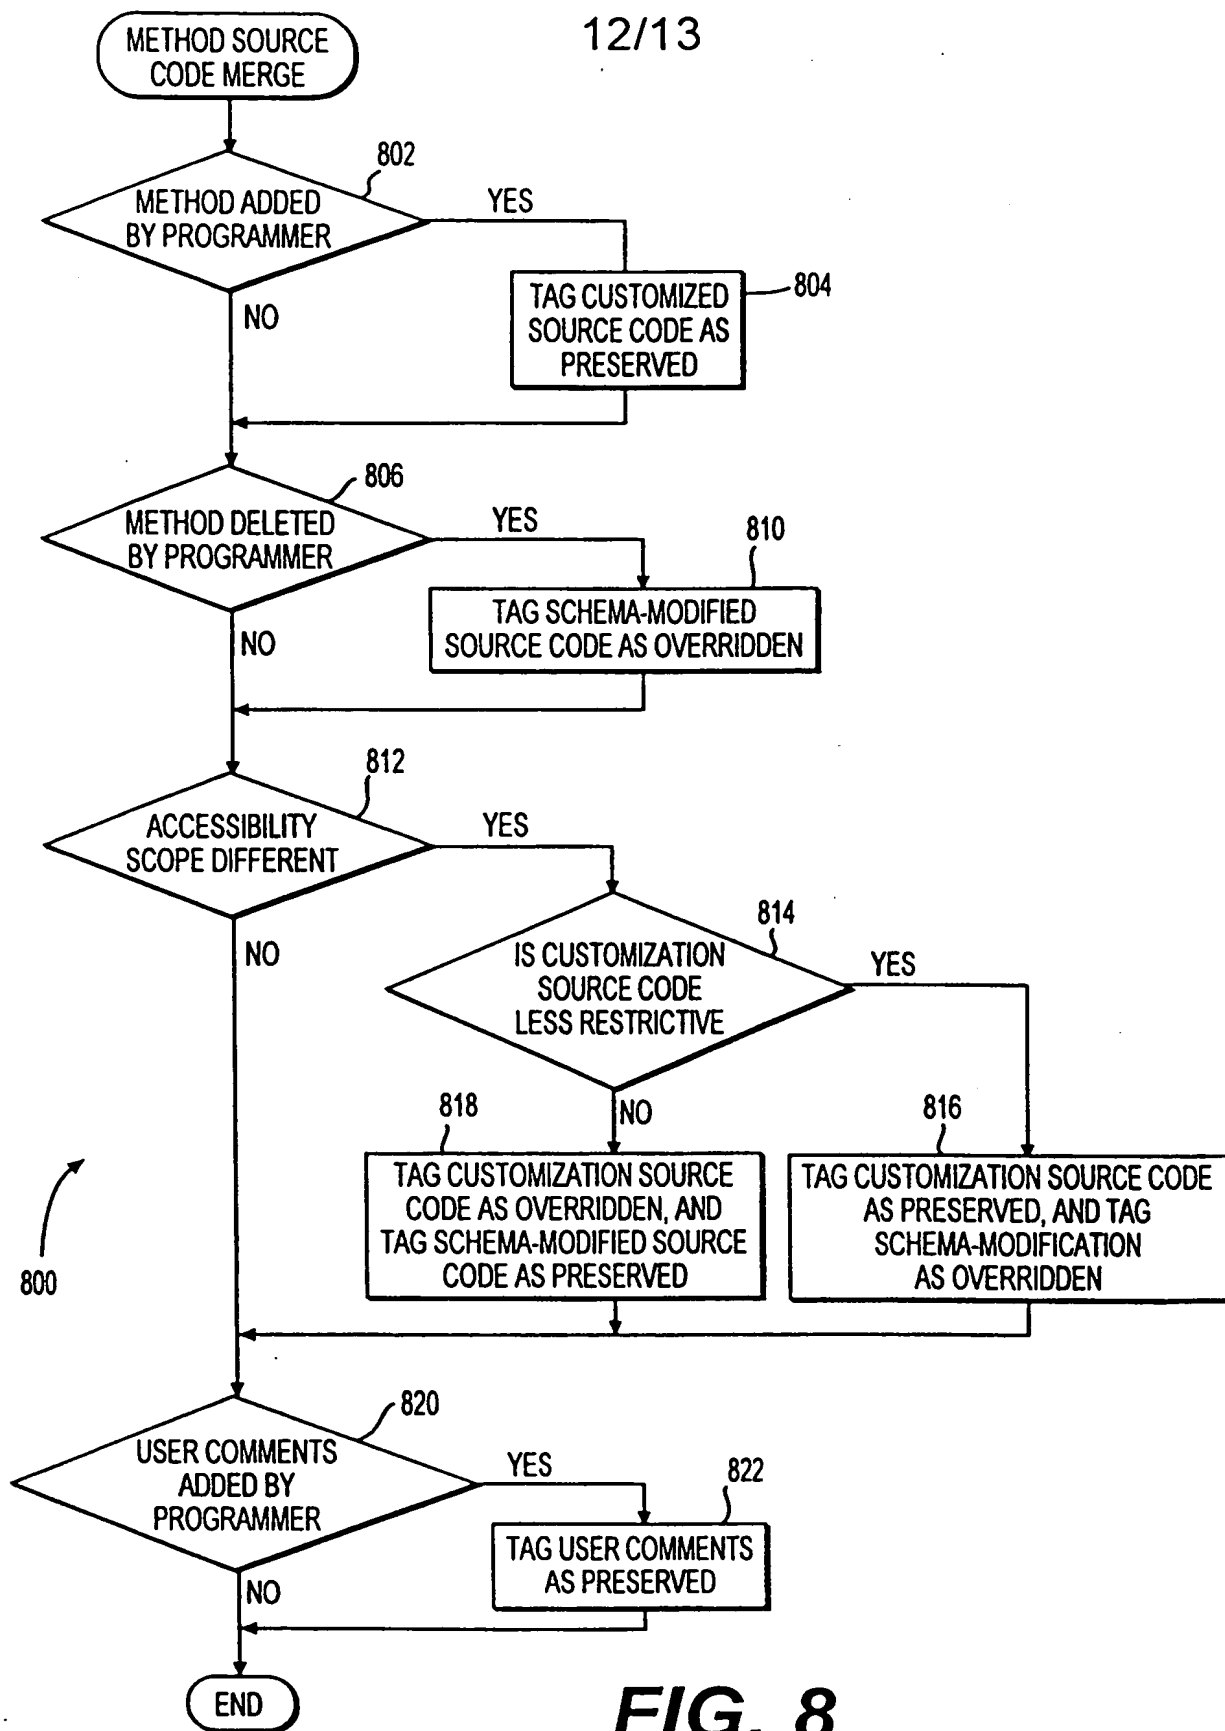 12/13
METHOD SOURCE
CODE MERGE
802
METHOD ADDED
BY PROGRAMMER
YES
804
TAG CUSTOMIZED
SOURCE CODE AS
PRESERVED
NO
806
METHOD DELETED
BY PROGRAMMER
YES
810
TAG SCHEMA-MODIFIED
SOURCE CODE AS OVERRIDDEN
NO
812
ACCESSIBILITY
SCOPE DIFFERENT
YES
814
IS CUSTOMIZATION
SOURCE CODE
LESS RESTRICTIVE
YES
NO
NO
818
TAG CUSTOMIZATION SOURCE
CODE AS OVERRIDDEN, AND
TAG SCHEMA-MODIFIED SOURCE
CODE AS PRESERVED
816
TAG CUSTOMIZATION SOURCE CODE
AS PRESERVED, AND TAG
SCHEMA-MODIFICATION
AS OVERRIDDEN
800
820
USER COMMENTS
ADDED BY
PROGRAMMER
YES
822
TAG USER COMMENTS
AS PRESERVED
NO
END
FIG. 8